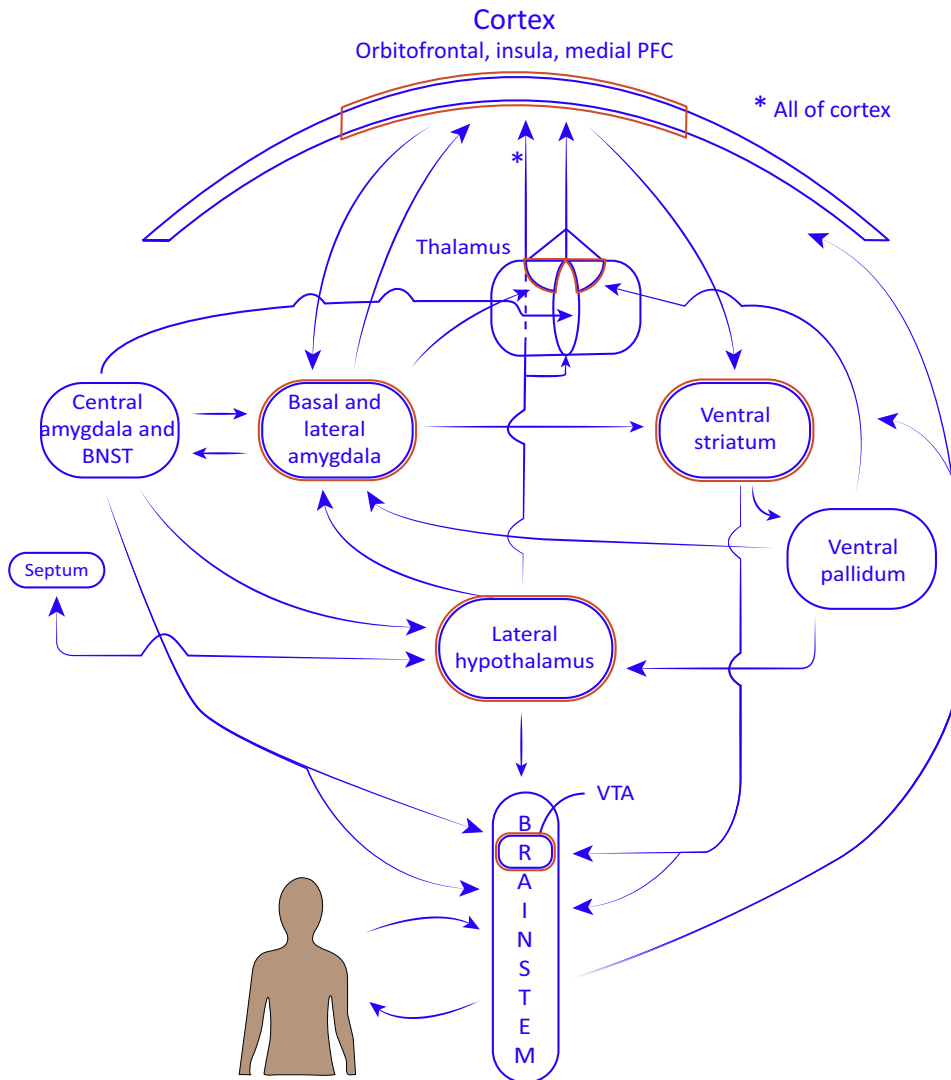 Cortex
Orbitofrontal, insula, medial PFC
* All of cortex
*
Thalamus
Central
amygdala and
BNST
Basal and
lateral
amygdala
Ventral
striatum
Septum
Ventral
pallidum
Lateral
hypothalamus
VTA
B
R
A
I
N
S
T
E
M